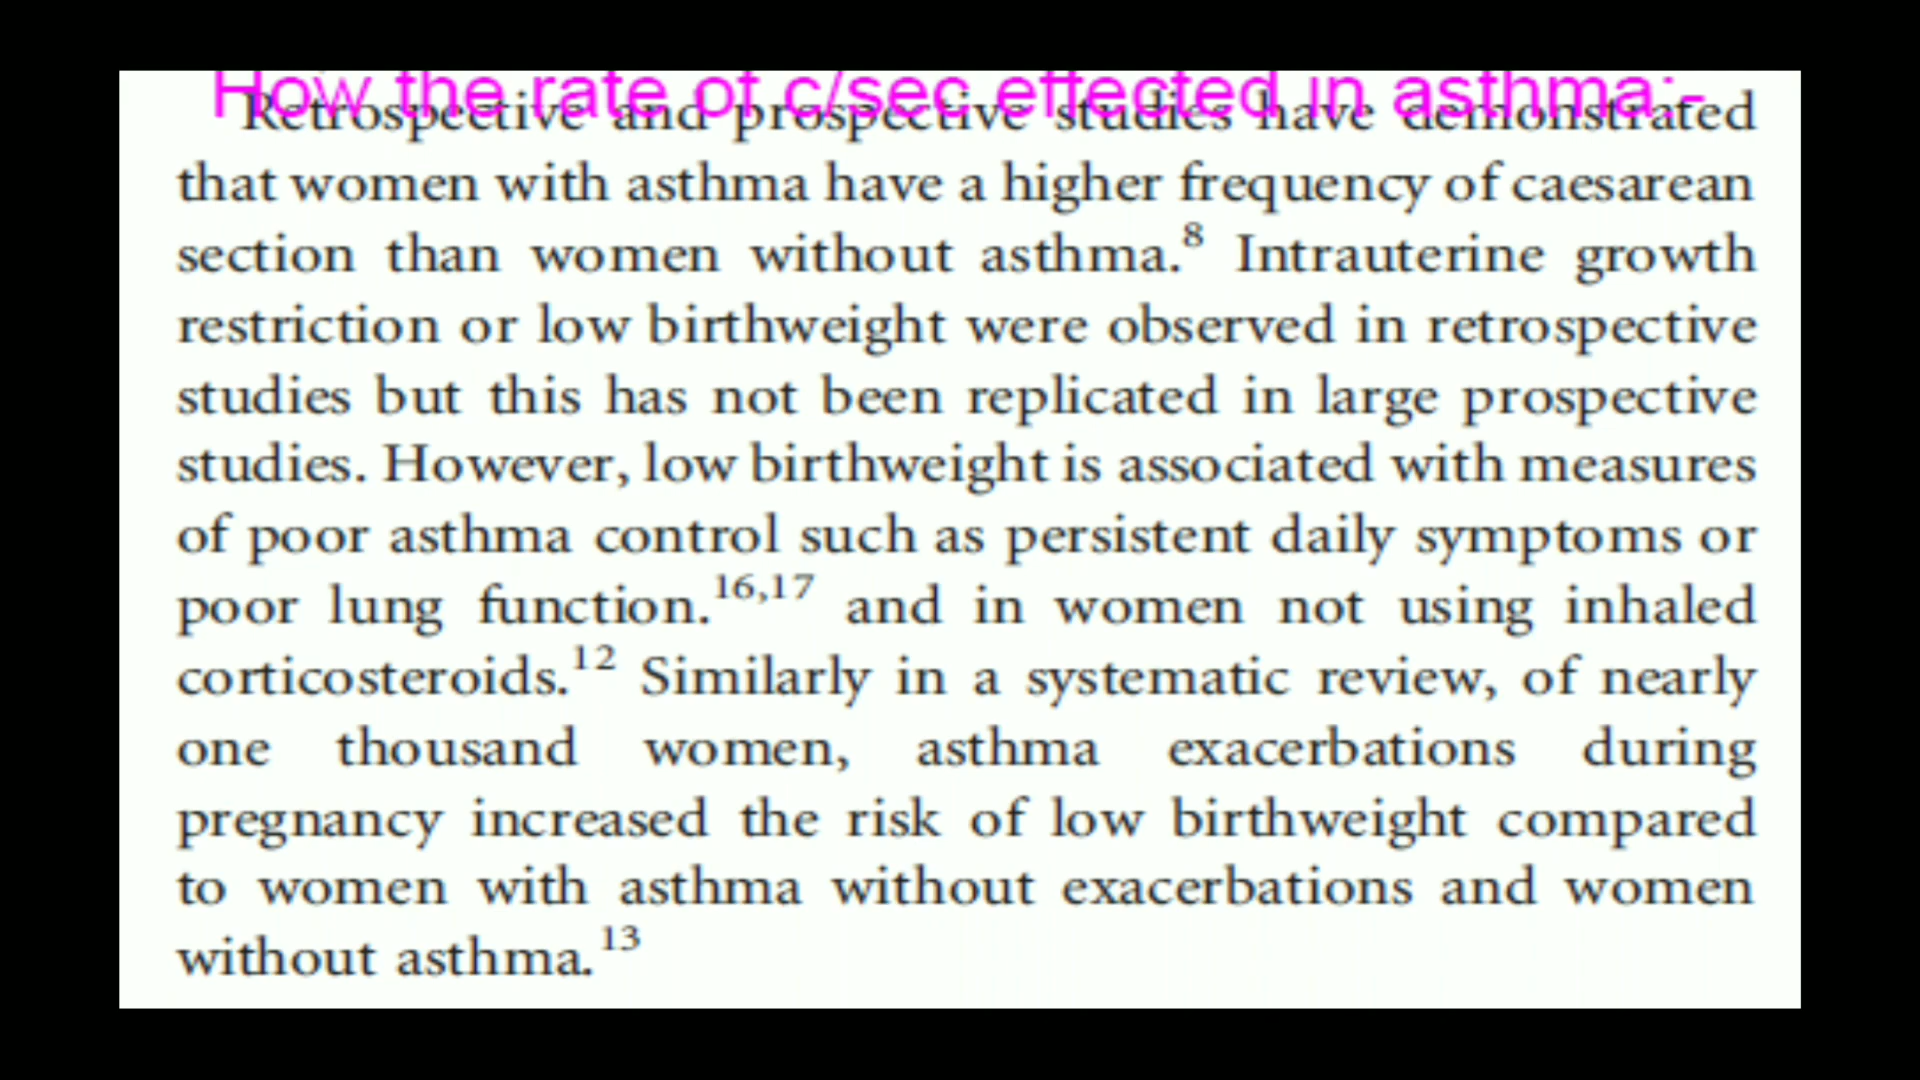 How the rate of c/sec effected in asthma:-
Retrospective and prospective studies have demonstrated
that women with asthma have a higher frequency of caesarean
section than women without asthma.8 Intrauterine growth
restriction or low birthweight were observed in retrospective
studies but this has not been replicated in large prospective
studies. However, low birthweight is associated with measures
of poor asthma control such as persistent daily symptoms or
poor lung function.16,17 and in women not using inhaled
corticosteroids.12 Similarly in a systematic review, of nearly
one thousand women, asthma exacerbations during
pregnancy increased the risk of low birthweight compared
to women with asthma without exacerbations and women
without asthma.13